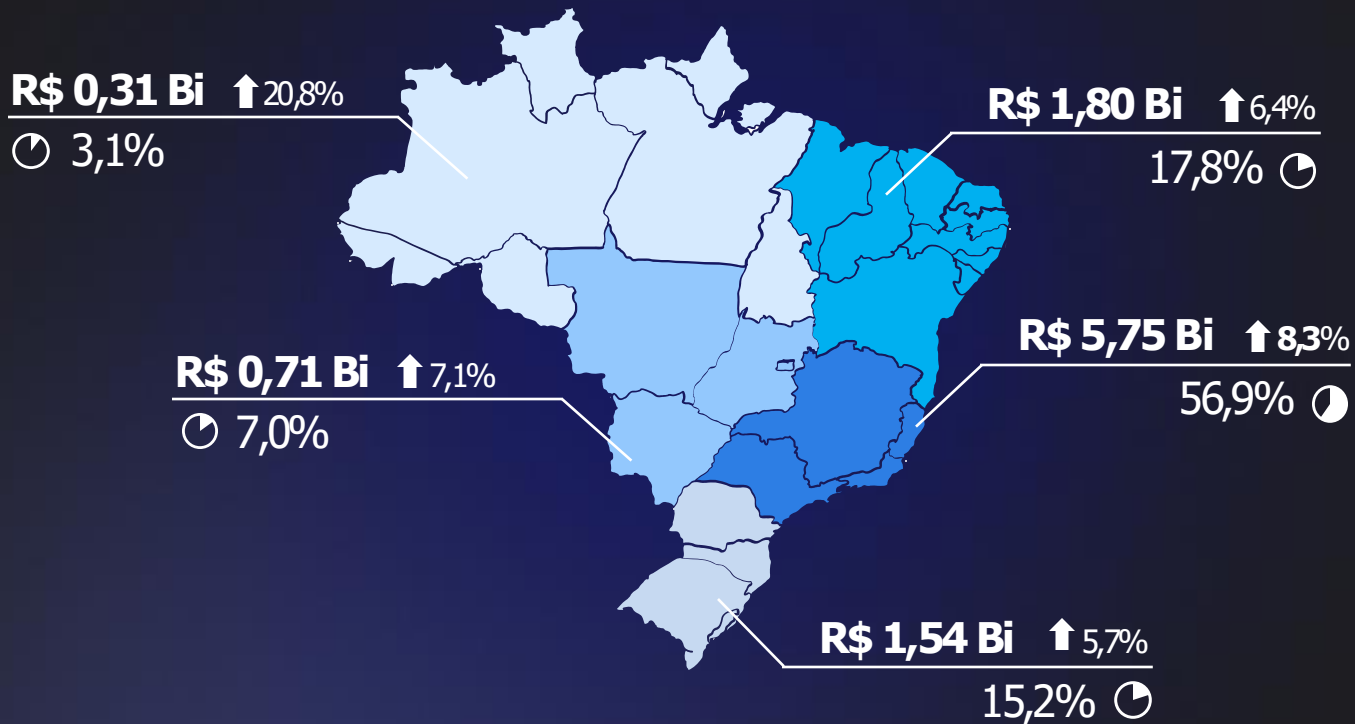 R$ 0,31 Bi 20,8%
3,1%
R$ 1,80 Bi 6,4%
17,8%
R$ 5,75 Bi 8,3%
56,9%
R$ 0,71 Bi 7,1%
7,0%
R$ 1,54 Bi 5,7%
15,2%